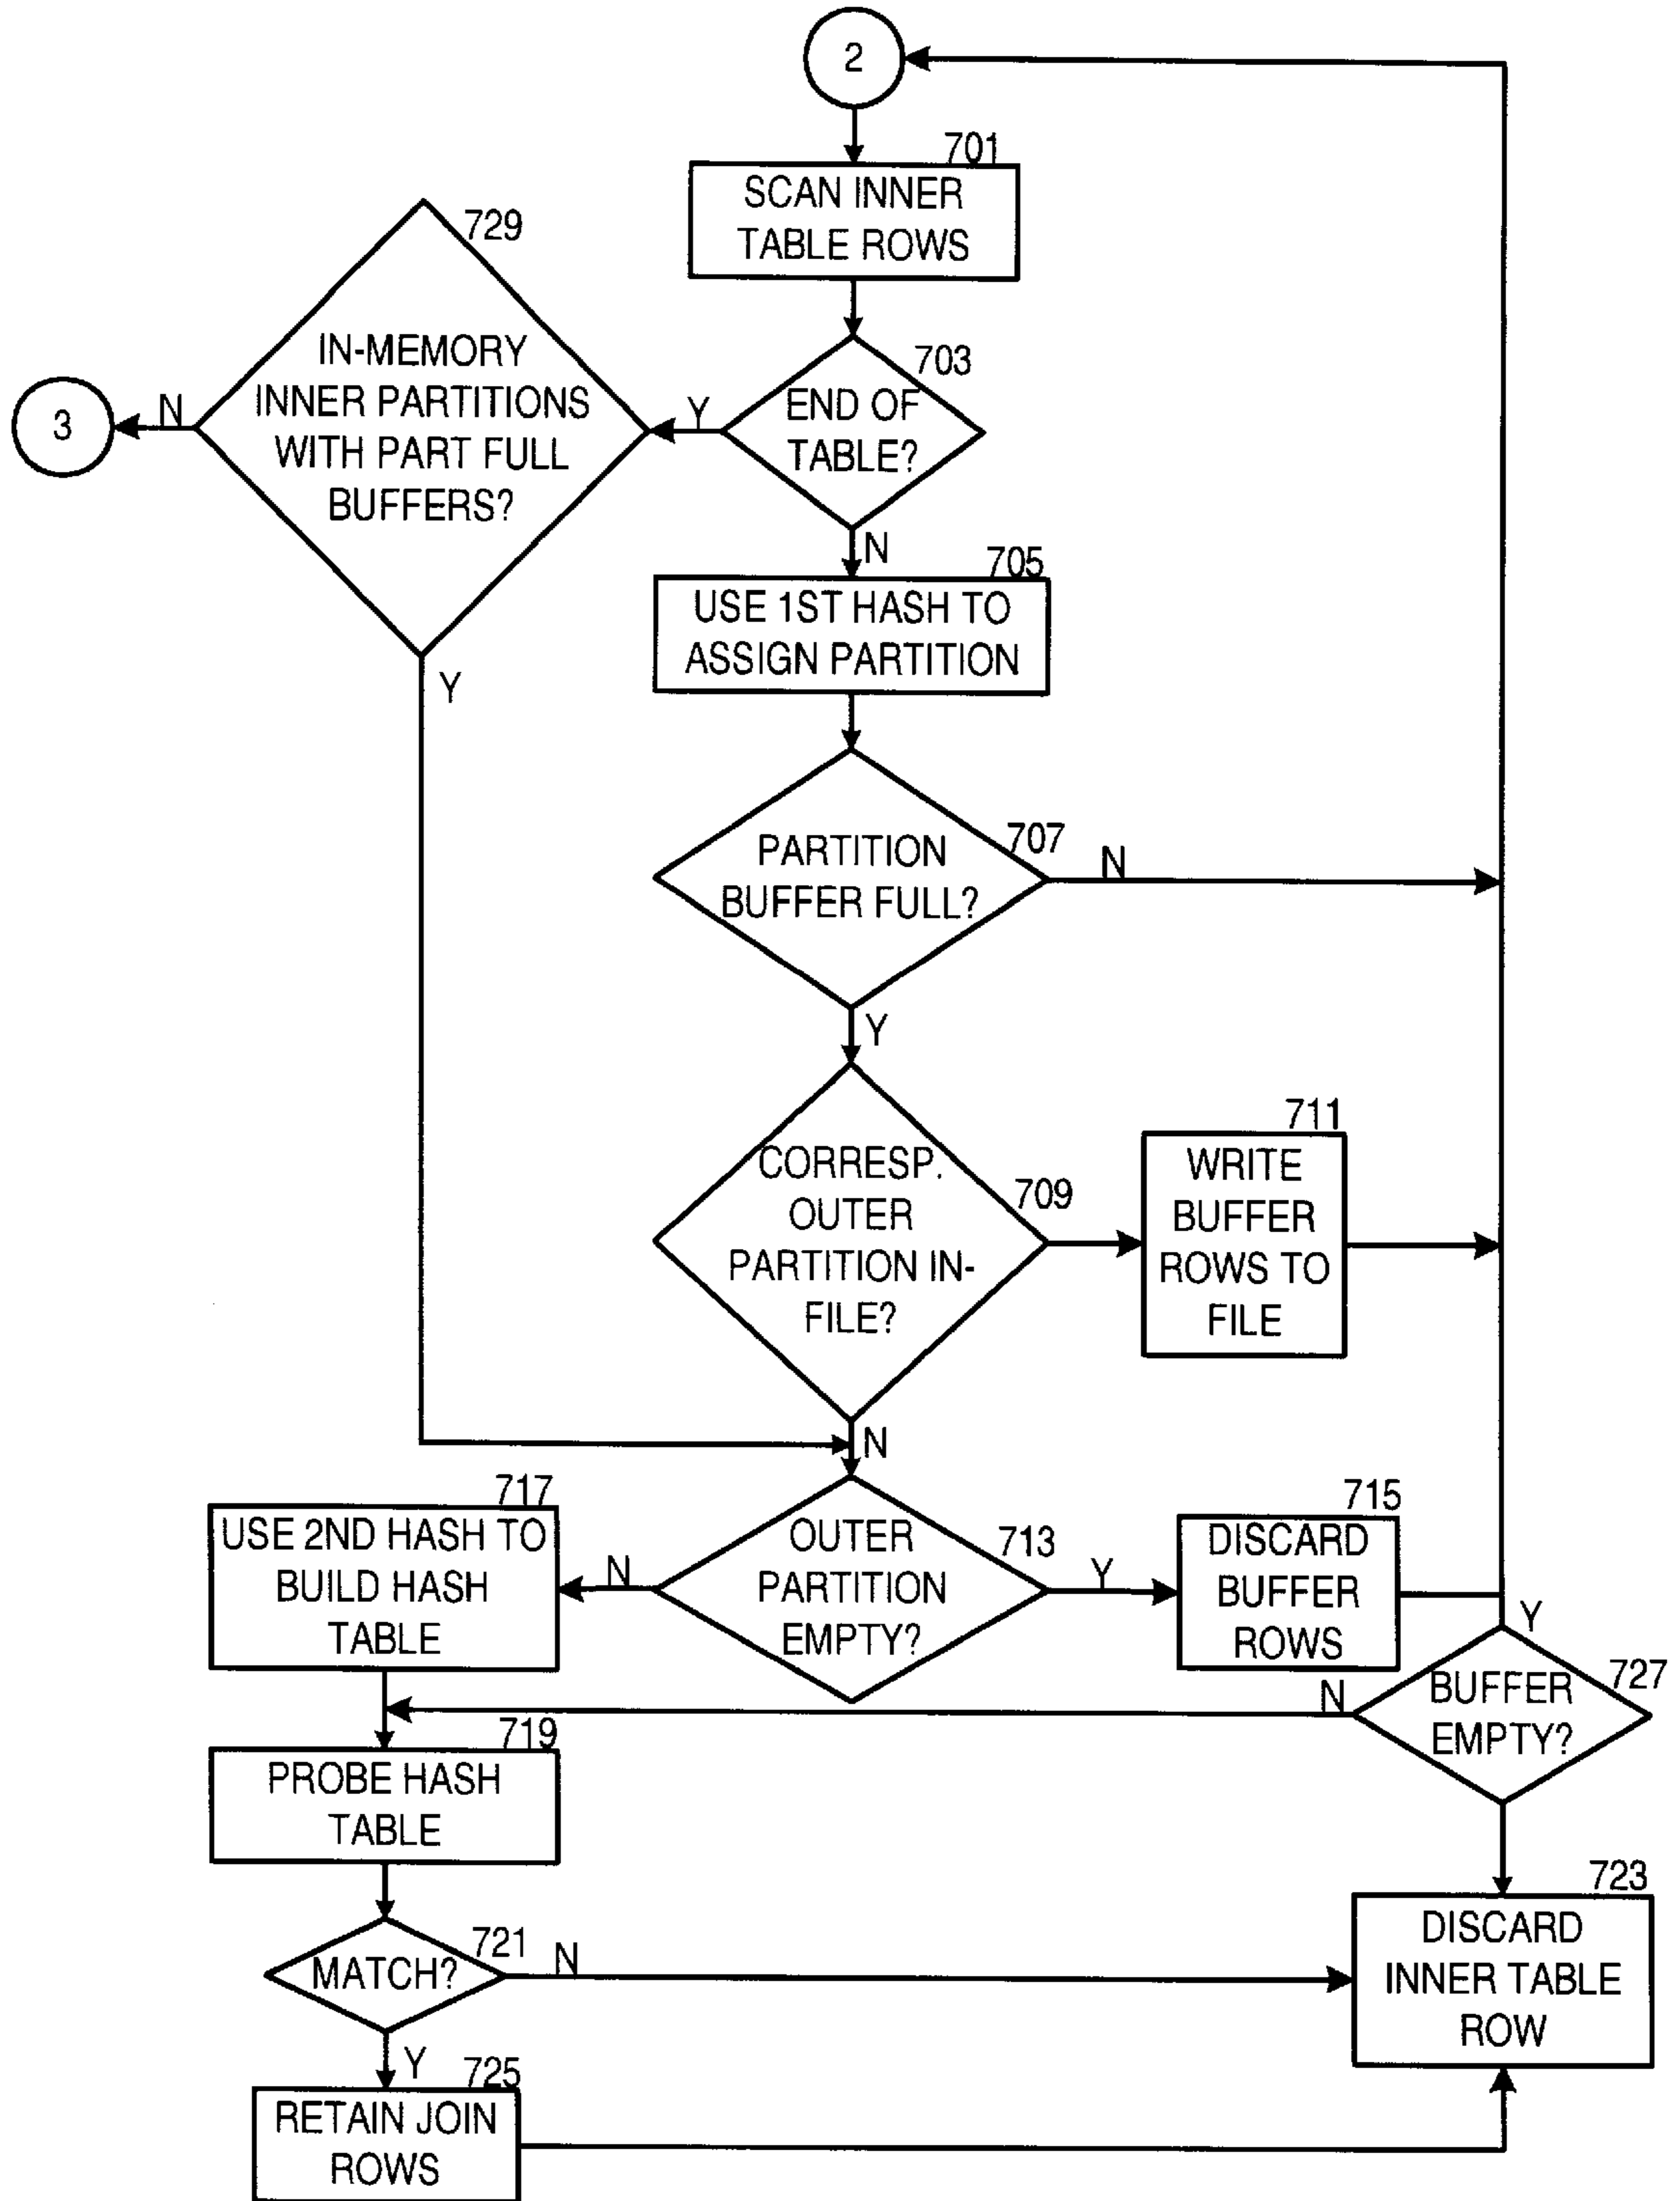 2
701
SCAN INNER
TABLE ROWS
729
IN-MEMORY
INNER PARTITIONS
WITH PART FULL
BUFFERS?
703
END OF
TABLE?
Y
N
3
N
Y
705
USE 1ST HASH TO
ASSIGN PARTITION
707
PARTITION
BUFFER FULL?
N
Y
709
CORRESP.
OUTER
PARTITION IN-
FILE?
711
WRITE
BUFFER
ROWS TO
FILE
N
717
USE 2ND HASH TO
BUILD HASH
TABLE
N
713
OUTER
PARTITION
EMPTY?
Y
715
DISCARD
BUFFER
ROWS
Y
727
BUFFER
EMPTY?
N
719
PROBE HASH
TABLE
721
MATCH?
N
Y
723
DISCARD
INNER TABLE
ROW
725
RETAIN JOIN
ROWS